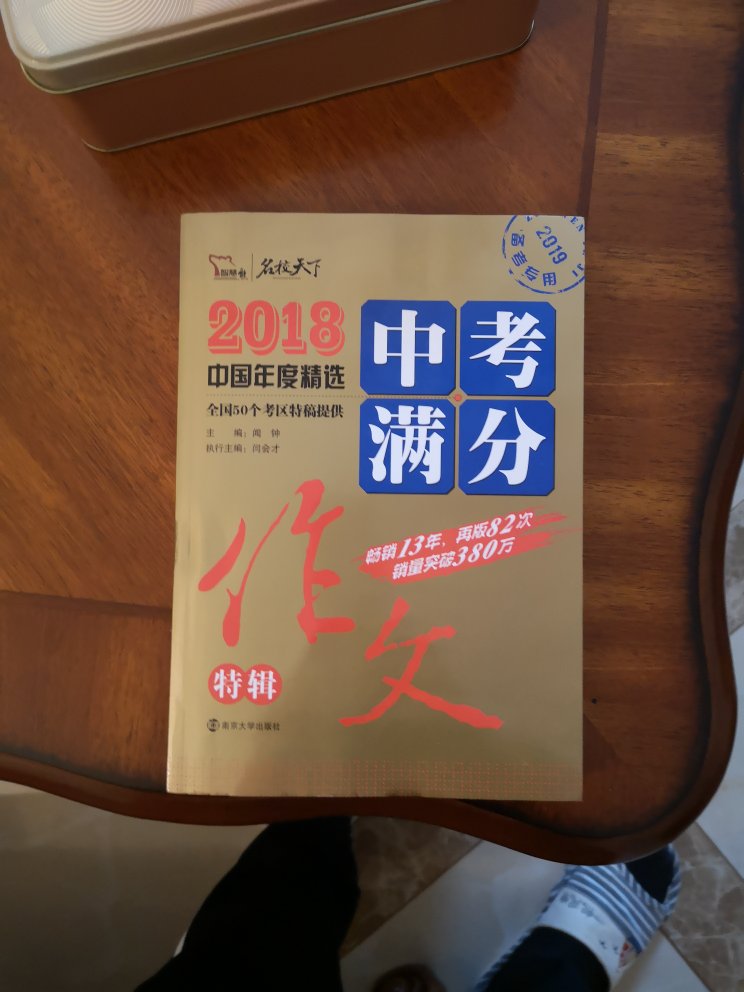 智慧熊 名校天下
2019
备考专用
2018
中国年度精选
全国50个考区特稿提供
主 编：闻 钟
执行主编：闫会才
中考
满分
作文
畅销13年，再版82次
销量突破380万
特辑
南京大学出版社